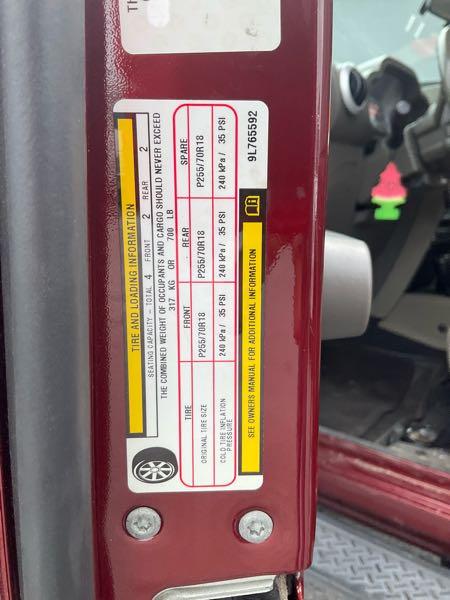 TH
TIRE AND LOADING INFORMATION
SEATING CAPACITY - TOTAL 4 FRONT 2 REAR 2
THE COMBINED WEIGHT OF OCCUPANTS AND CARGO SHOULD NEVER EXCEED
317 KG OR 700 LB
TIRE FRONT REAR SPARE
ORIGINAL TIRE SIZE P255/70R18 P255/70R18 P255/70R18
COLD TIRE INFLATION PRESSURE 240 kPa / 35 PSI 240 kPa / 35 PSI 240 kPa / 35 PSI
SEE OWNERS MANUAL FOR ADDITIONAL INFORMATION
9L765592